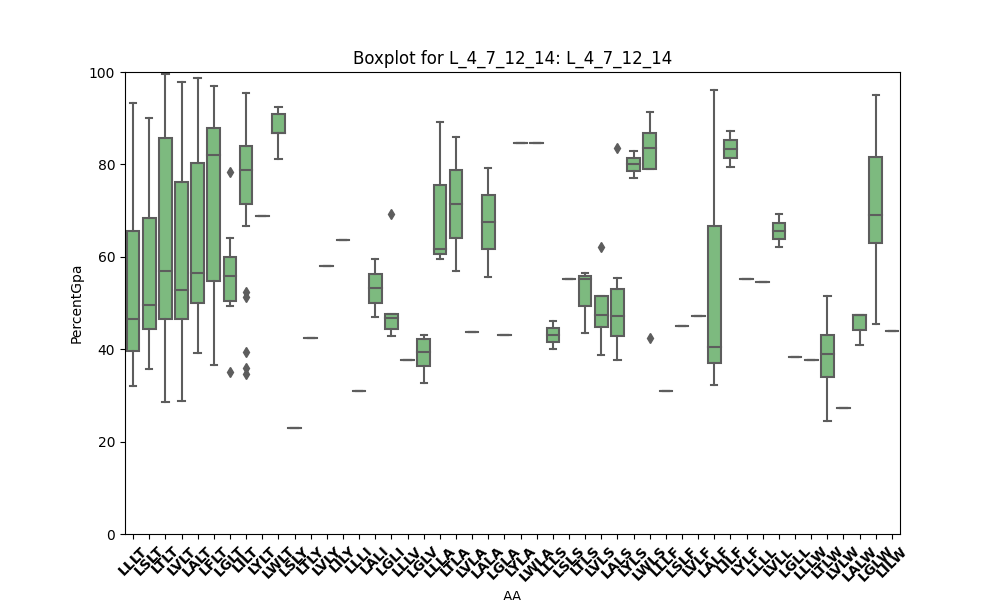 Boxplot for L_4_7_12_14: L_4_7_12_14
PercentGpa
100
80
60
40
20
0
LLLT LSLT LTLT LVLT LALT LFLT LGLT LILT LYLT LWLT LSLY LTLY LVLY LILY LLLI LALI LGLI LLLV LGLV LLLA LTLA LVLA LALA LGLA LYLA LWLA LLLS LSLS LTLS LVLS LALS LYLS LWLS LLLF LSLF LVLF LALF LILF LYLF LLLL LVLL LGLL LLLW LTLW LVLW LALW LGLW LILW
AA